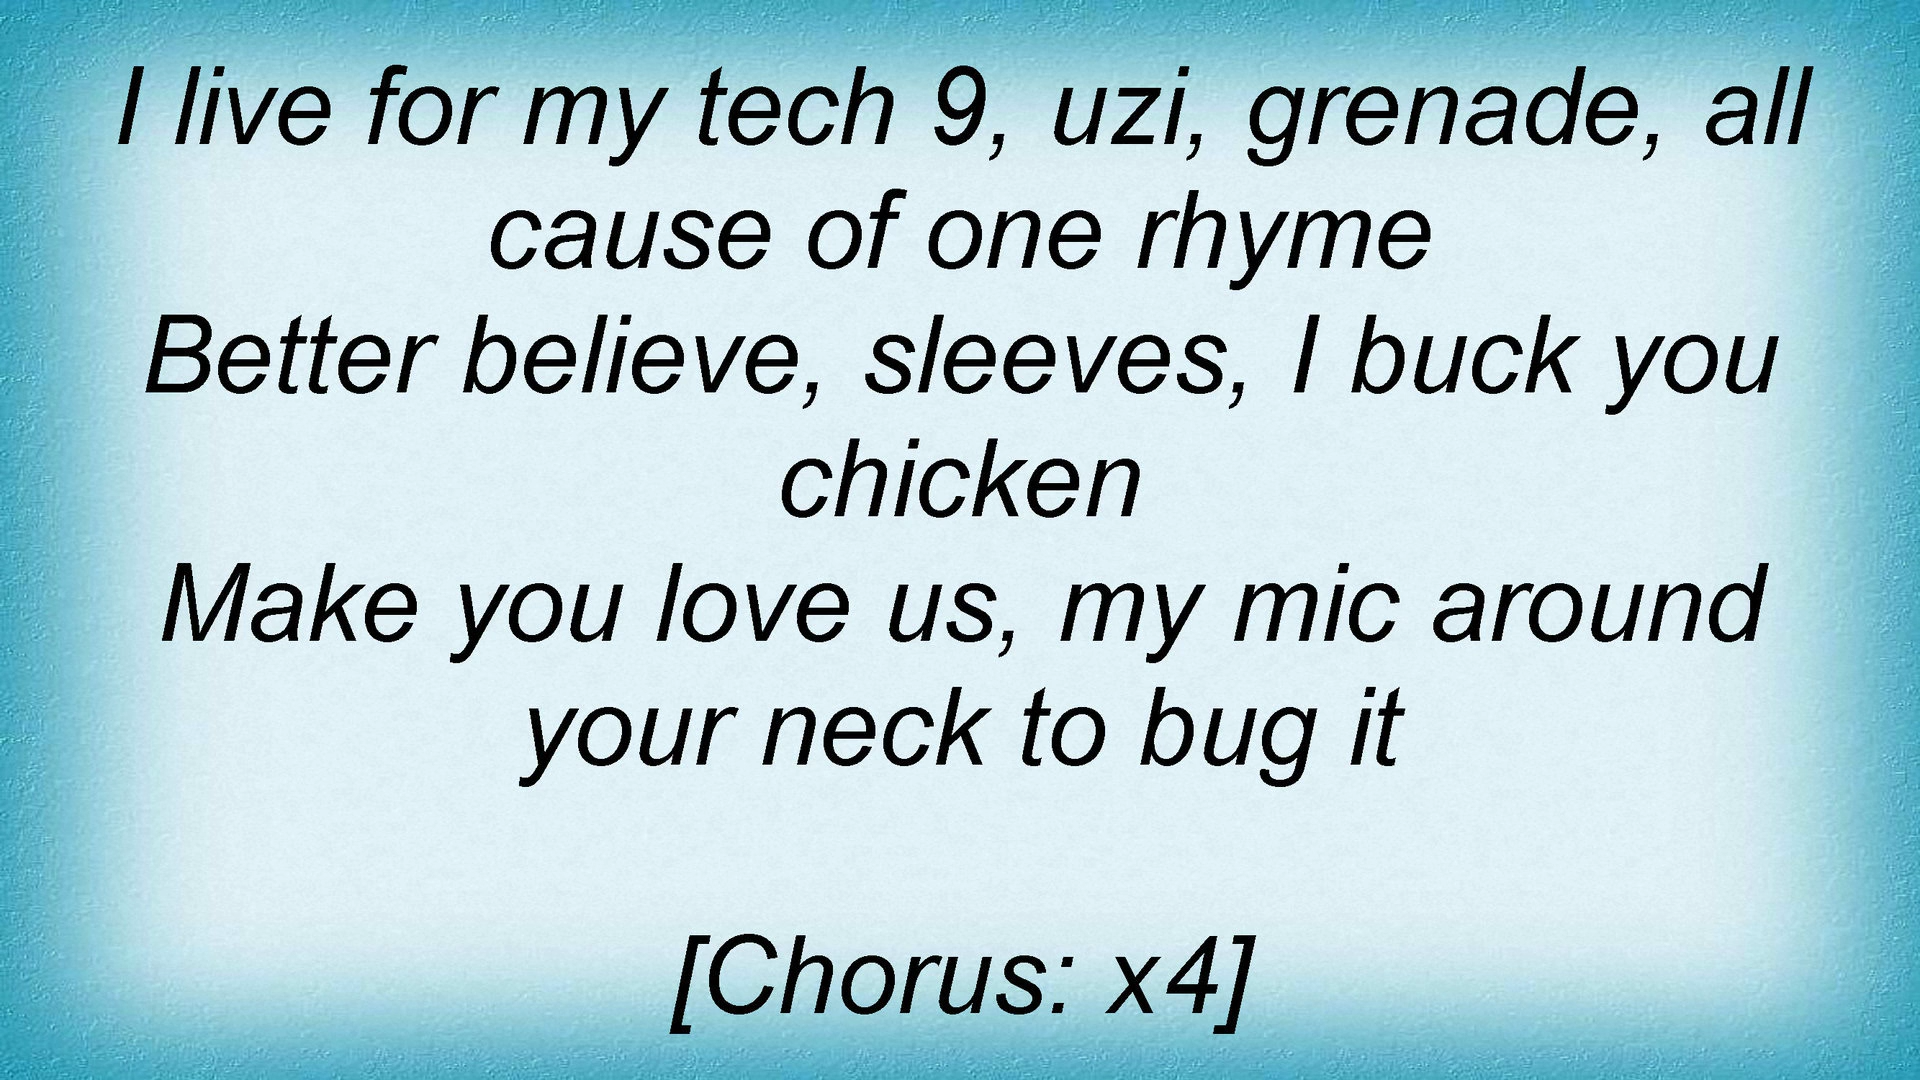 I live for my tech 9, uzi, grenade, all
cause of one rhyme
Better believe, sleeves, I buck you
chicken
Make you love us, my mic around
your neck to bug it
[Chorus: x4]